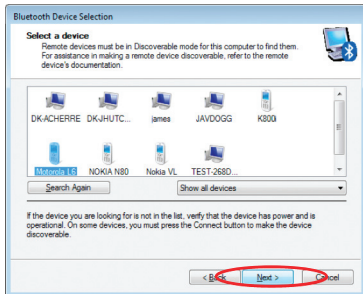 Bluetooth Device Selection
Select a device
Remote devices must be in Discoverable mode for this computer to find them.
For assistance in making a remote device discoverable, refer to the remote
device's documentation.
DK-ACHERRE DK-JHUTC... james JAVDOGG K800i
Motorola L6 NOKIA N80 Nokia VL TEST-268D...
Search Again Show all devices
If the device you are looking for is not in the list, verify that the device has power and is
operational. On some devices, you must press the Connect button to make the device
discoverable.
< Back Next > Cancel